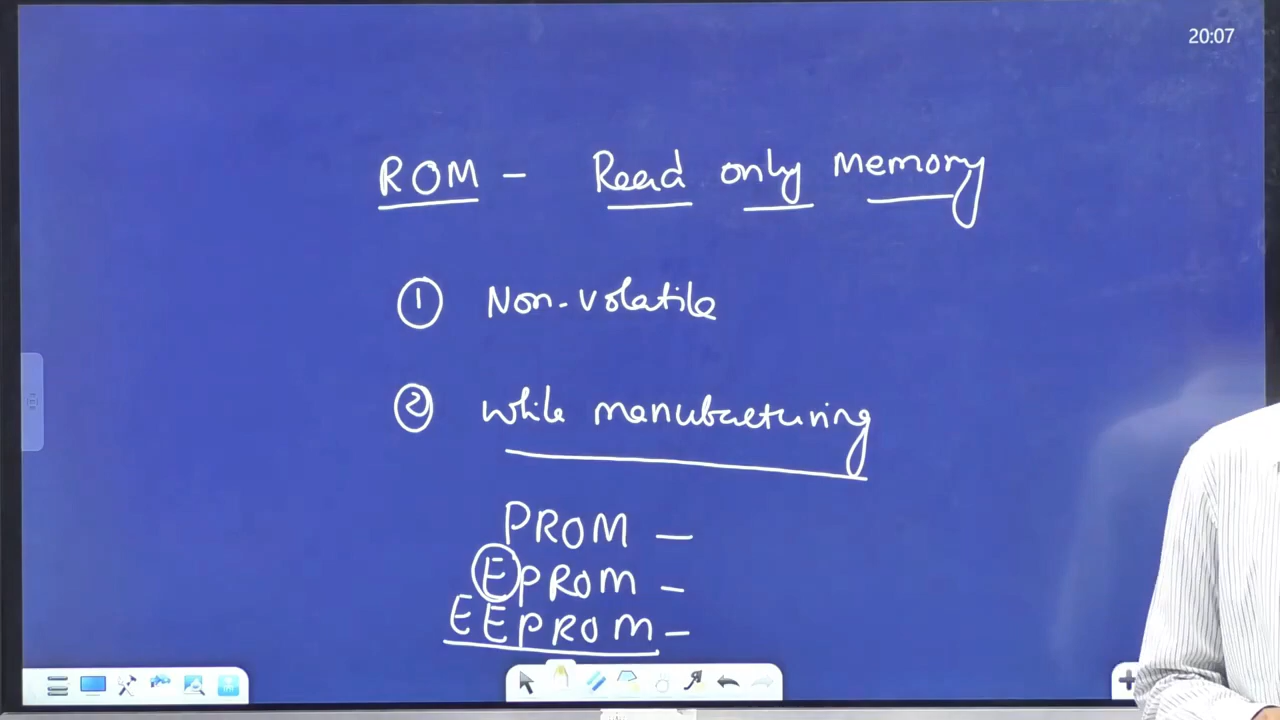 20:07
ROM - Read only memory
① Non-volatile
② while manufacturing
PROM -
EPROM -
EEPROM -